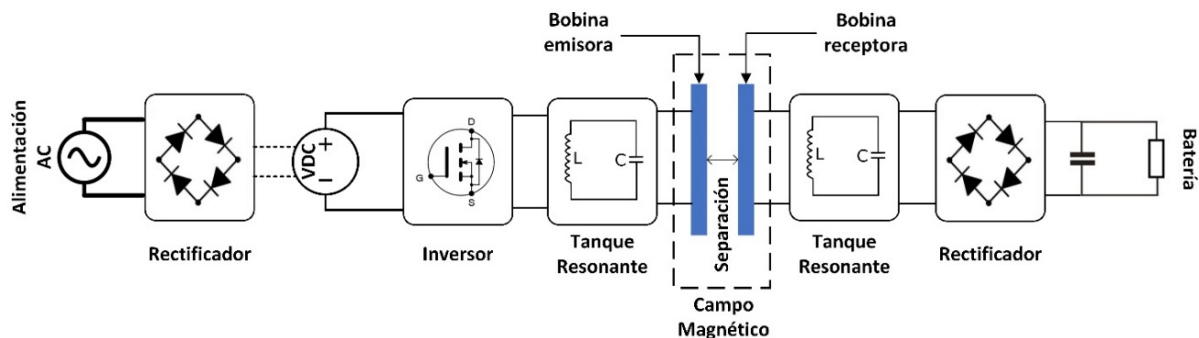 Bobina
emisora
Bobina
receptora
Alimentación
AC
Rectificador
VDC
+
–
D
G
S
Inversor
L
C
Tanque
Resonante
Separación
Campo
Magnético
L
C
Tanque
Resonante
Rectificador
Batería